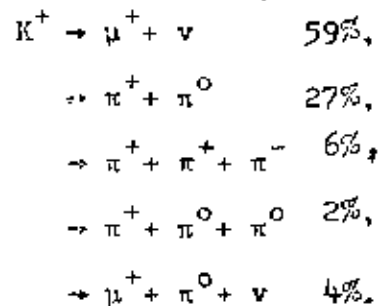 K⁺ → μ⁺ + ν 59%,
→ π⁺ + π⁰ 27%,
→ π⁺ + π⁺ + π⁻ 6%,
→ π⁺ + π⁰ + π⁰ 2%,
→ μ⁺ + π⁰ + ν 4%.